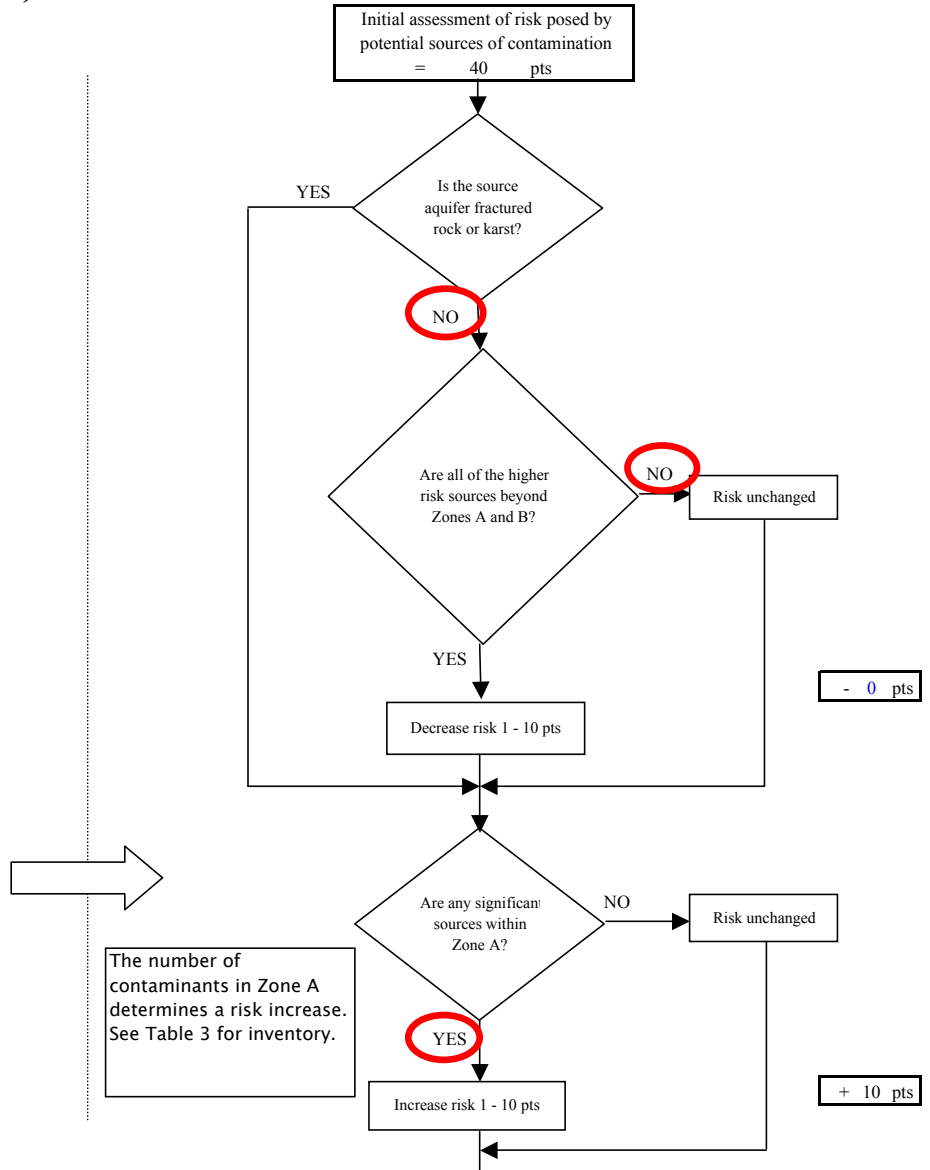 )
Initial assessment of risk posed by
potential sources of contamination
= 40 pts
YES
Is the source
aquifer fractured
rock or karst?
NO
Are all of the higher
risk sources beyond
Zones A and B?
NO
Risk unchanged
YES
- 0 pts
Decrease risk 1 - 10 pts
Are any significant
sources within
Zone A?
NO
Risk unchanged
The number of
contaminants in Zone A
determines a risk increase.
See Table 3 for inventory.
YES
+ 10 pts
Increase risk 1 - 10 pts